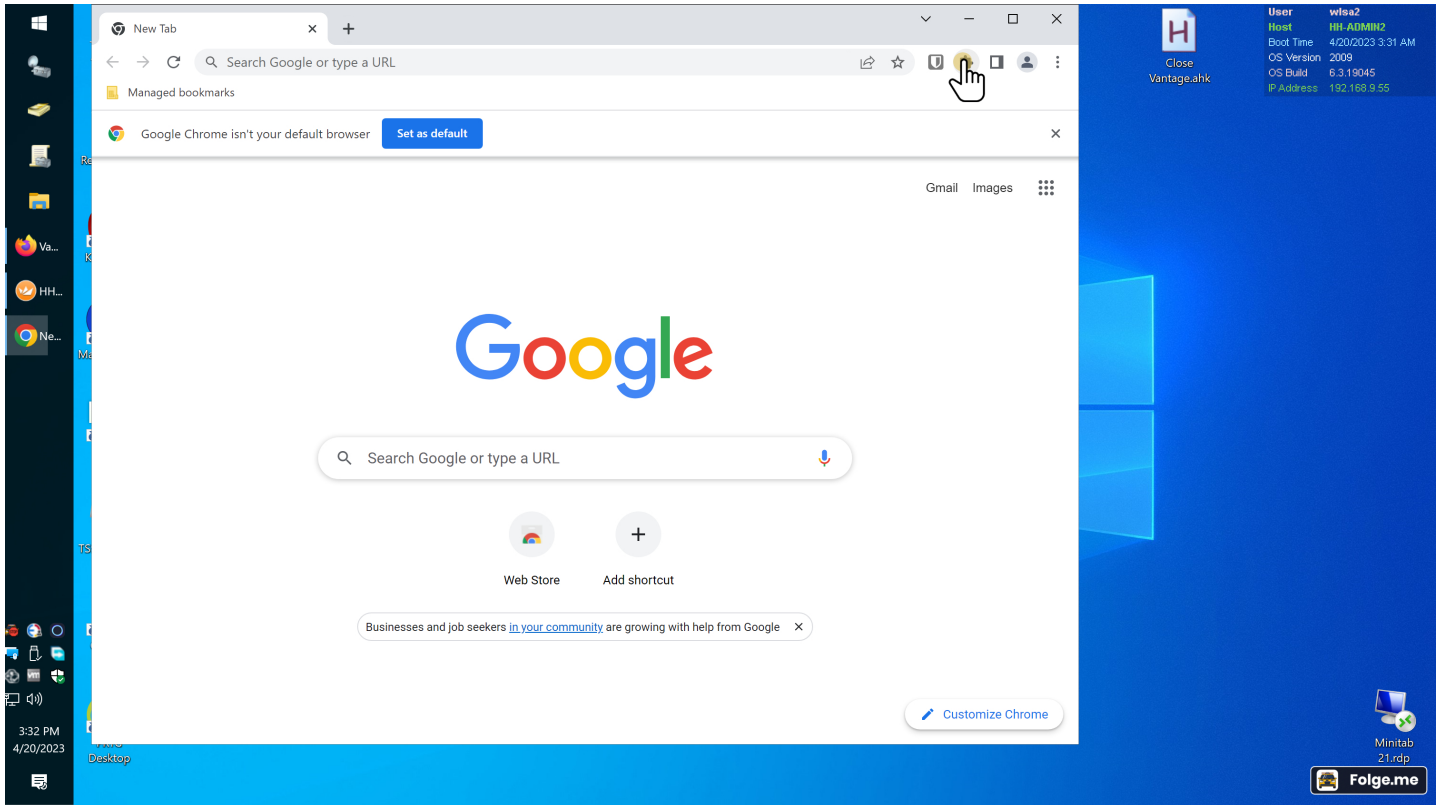 New Tab
Search Google or type a URL
Managed bookmarks
Google Chrome isn't your default browser
Set as default
Gmail
Images
Google
Search Google or type a URL
Web Store
Add shortcut
Businesses and job seekers in your community are growing with help from Google
Customize Chrome
Va...
HH...
Ne...
3:32 PM
4/20/2023
Desktop
H
Close
Vantage.ahk
User wlsa2
Host HH-ADMIN2
Boot Time 4/20/2023 3:31 AM
OS Version 2009
OS Build 6.3.19045
IP Address 192.168.9.55
Minitab
21.rdp
Folge.me